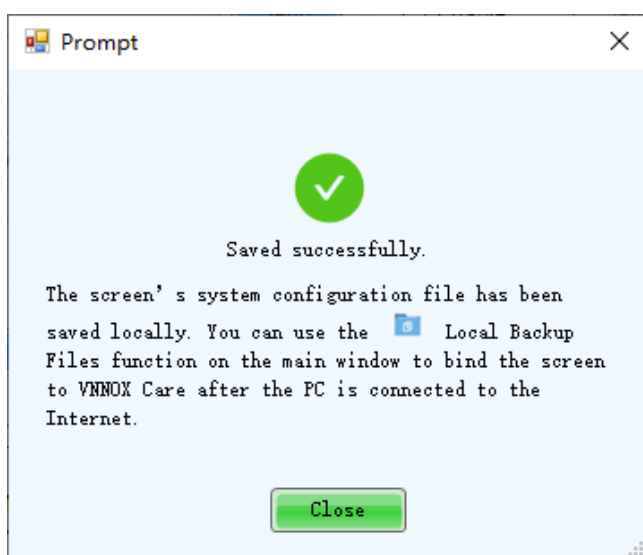 Prompt
Saved successfully.
The screen's system configuration file has been
saved locally. You can use the Local Backup
Files function on the main window to bind the screen
to VNNOX Care after the PC is connected to the
Internet.
Close